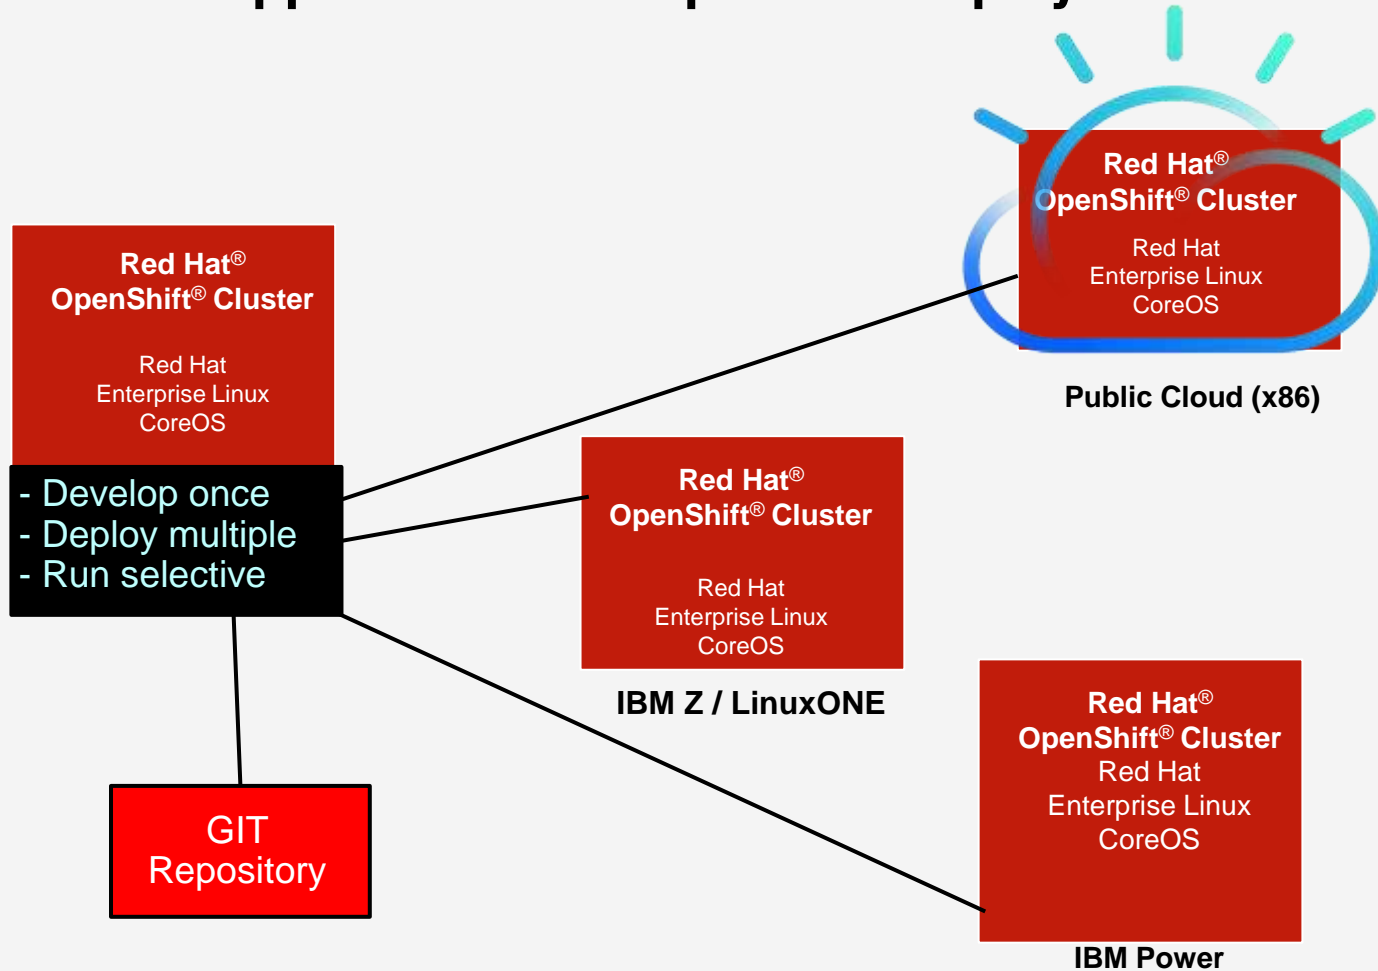 Red Hat®
OpenShift® Cluster
Red Hat
Enterprise Linux
CoreOS
- Develop once
- Deploy multiple
- Run selective
GIT
Repository
Red Hat®
OpenShift® Cluster
Red Hat
Enterprise Linux
CoreOS
Public Cloud (x86)
Red Hat®
OpenShift® Cluster
Red Hat
Enterprise Linux
CoreOS
IBM Z / LinuxONE
Red Hat®
OpenShift® Cluster
Red Hat
Enterprise Linux
CoreOS
IBM Power